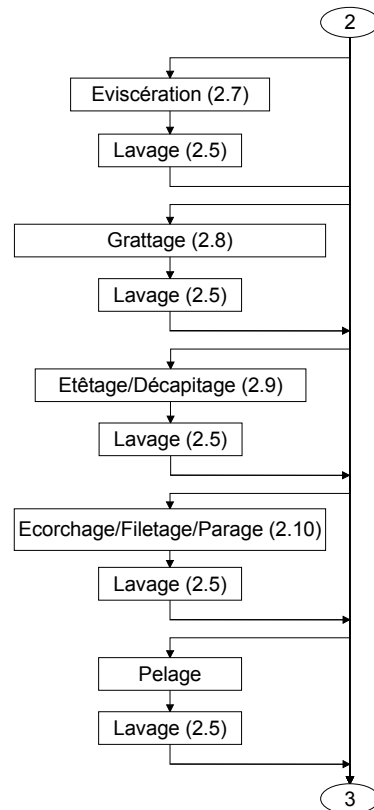 2
Eviscération (2.7)
Lavage (2.5)
Grattage (2.8)
Lavage (2.5)
Etêtage/Décapitage (2.9)
Lavage (2.5)
Ecorchage/Filetage/Parage (2.10)
Lavage (2.5)
Pelage
Lavage (2.5)
3